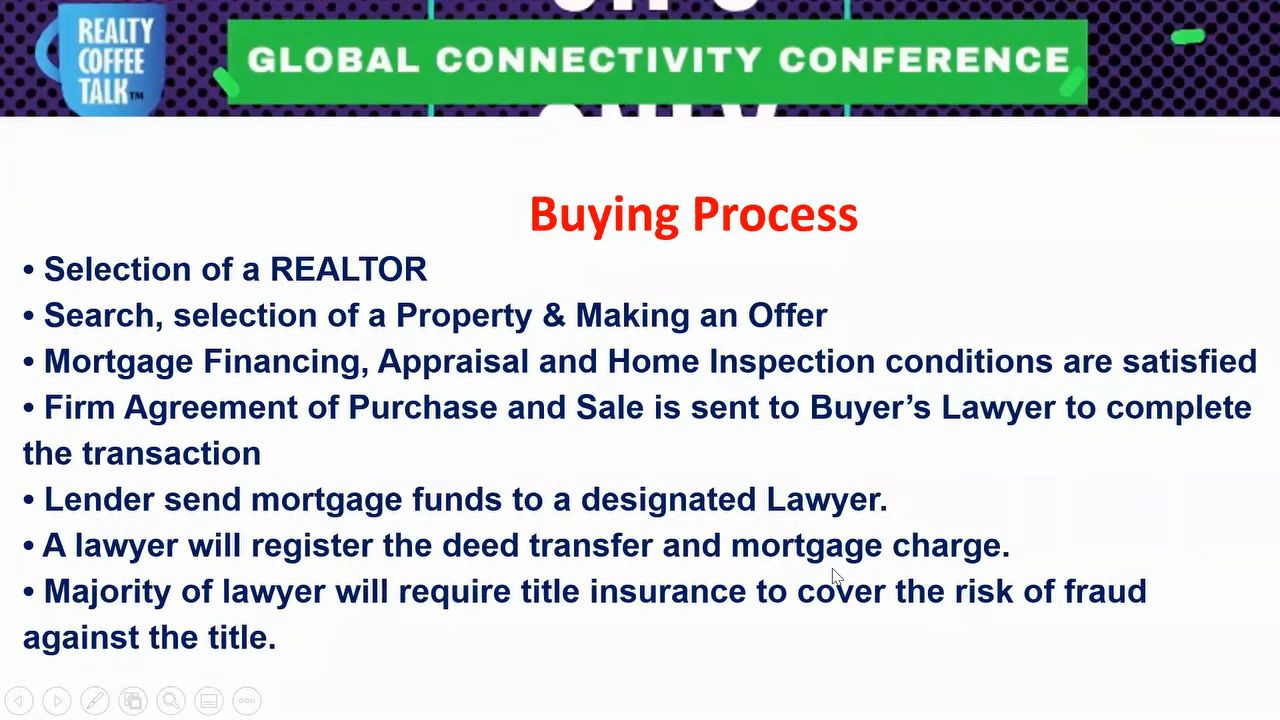 REALTY
COFFEE
TALK™
GLOBAL CONNECTIVITY CONFERENCE
Buying Process
• Selection of a REALTOR
• Search, selection of a Property & Making an Offer
• Mortgage Financing, Appraisal and Home Inspection conditions are satisfied
• Firm Agreement of Purchase and Sale is sent to Buyer’s Lawyer to complete
the transaction
• Lender send mortgage funds to a designated Lawyer.
• A lawyer will register the deed transfer and mortgage charge.
• Majority of lawyer will require title insurance to cover the risk of fraud
against the title.